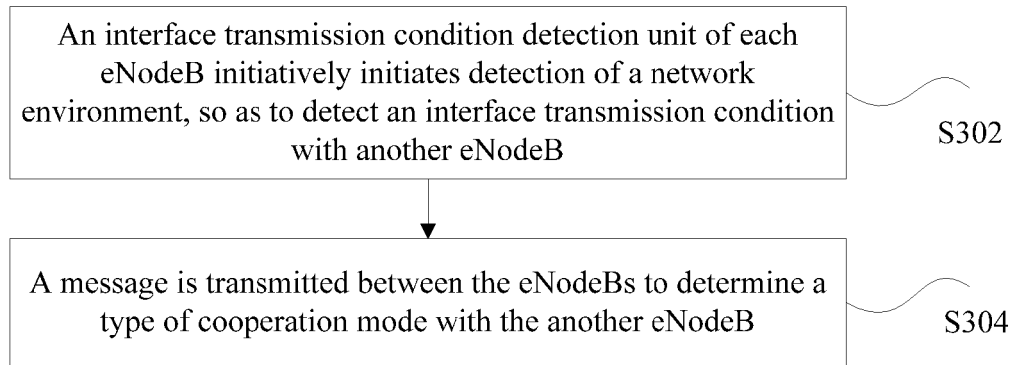 An interface transmission condition detection unit of each
eNodeB initiatively initiates detection of a network
environment, so as to detect an interface transmission condition
with another eNodeB
S302
A message is transmitted between the eNodeBs to determine a
type of cooperation mode with the another eNodeB
S304